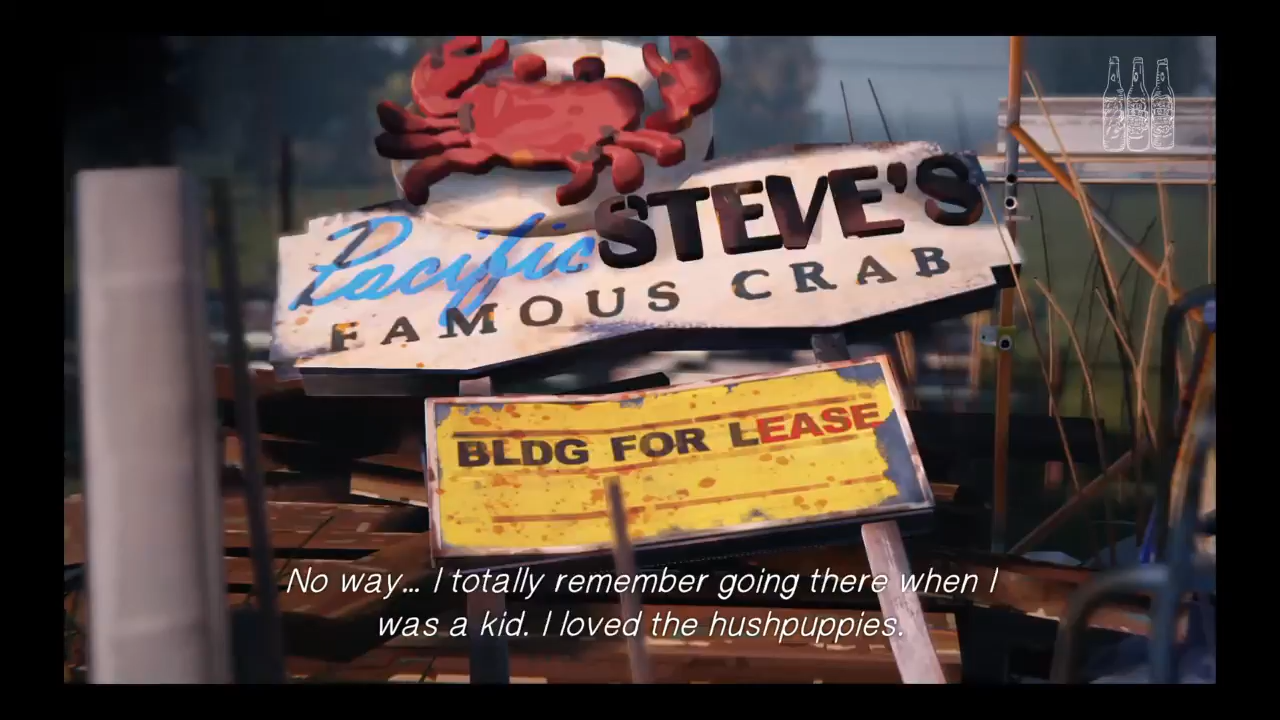 Pacific STEVE'S
FAMOUS CRAB
BLDG FOR LEASE
No way... I totally remember going there when I
was a kid. I loved the hushpuppies.